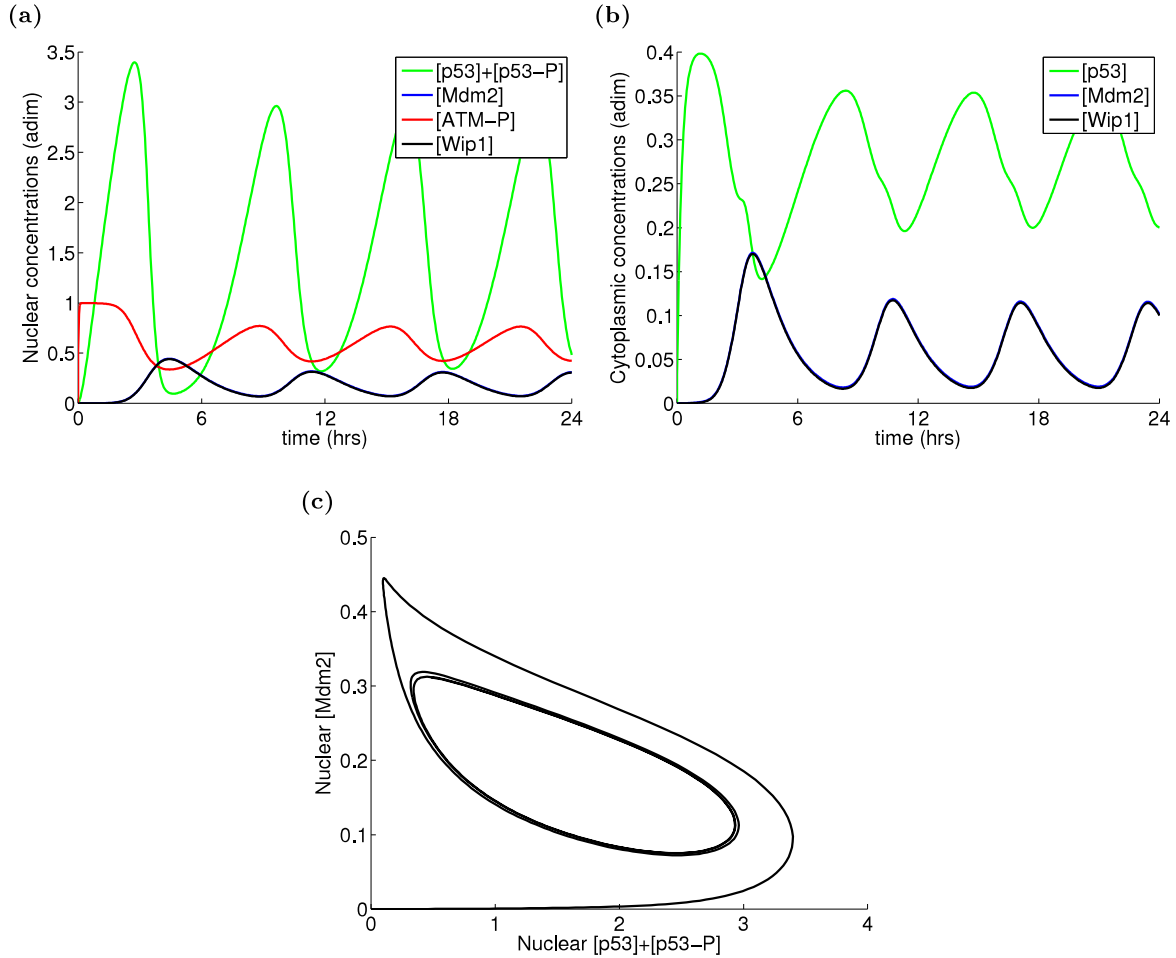 (a)
Nuclear concentrations (adim)
3.5
3
2.5
2
1.5
1
0.5
0
0
6
12
18
24
time (hrs)
[p53]+[p53−P]
[Mdm2]
[ATM−P]
[Wip1]
(b)
Cytoplasmic concentrations (adim)
0.4
0.35
0.3
0.25
0.2
0.15
0.1
0.05
0
0
6
12
18
24
time (hrs)
[p53]
[Mdm2]
[Wip1]
(c)
Nuclear [Mdm2]
0.5
0.4
0.3
0.2
0.1
0
0
1
2
3
4
Nuclear [p53]+[p53−P]